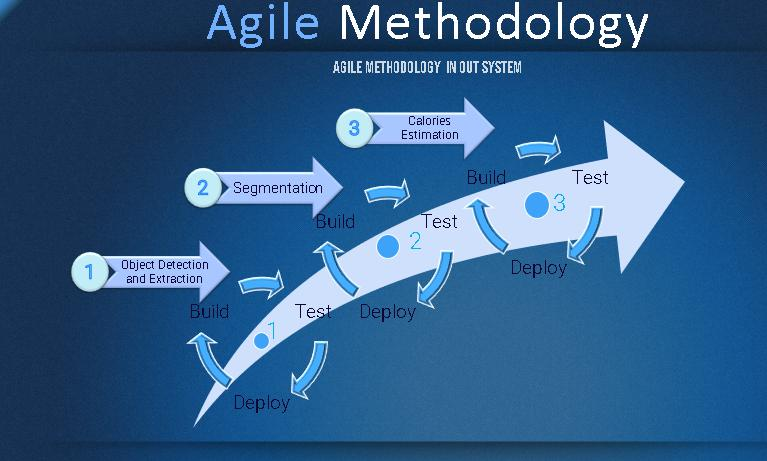 Agile Methodology
AGILE METHODOLOGY IN OUT SYSTEM
3
Calories
Estimation
2
Segmentation
1
Object Detection
and Extraction
Build
Test
3
Deploy
Build
Test
2
Deploy
Build
Test
1
Deploy